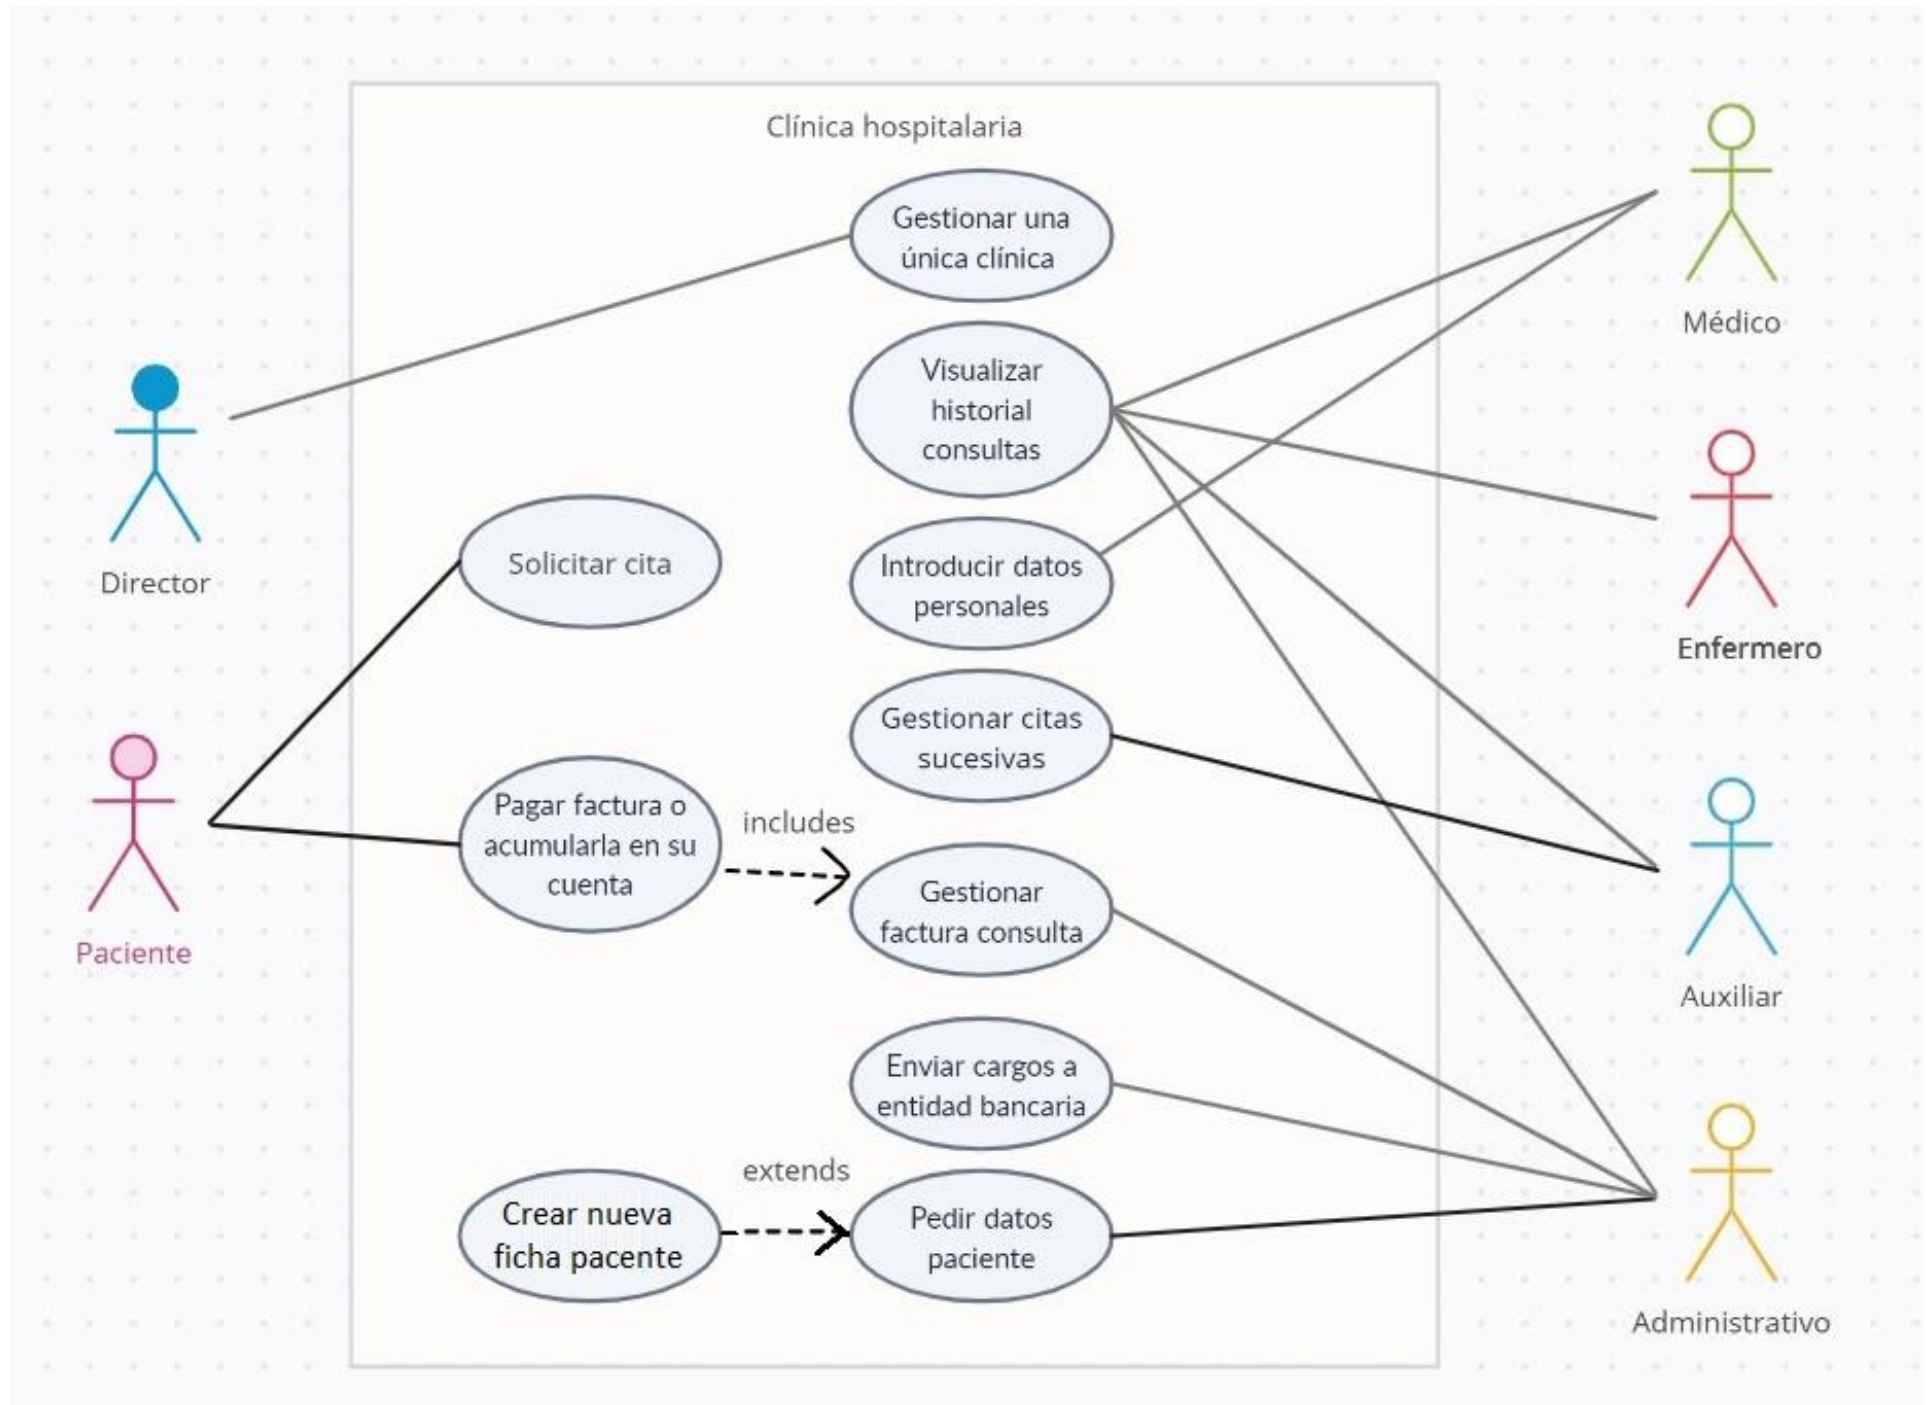 Clínica hospitalaria
Gestionar una
única clínica
Médico
Visualizar
historial
consultas
Director
Solicitar cita
Introducir datos
personales
Enfermero
Gestionar citas
sucesivas
Pagar factura o
acumularla en su
cuenta
includes
Paciente
Gestionar
factura consulta
Auxiliar
Enviar cargos a
entidad bancaria
extends
Crear nueva
ficha pacente
Pedir datos
paciente
Administrativo